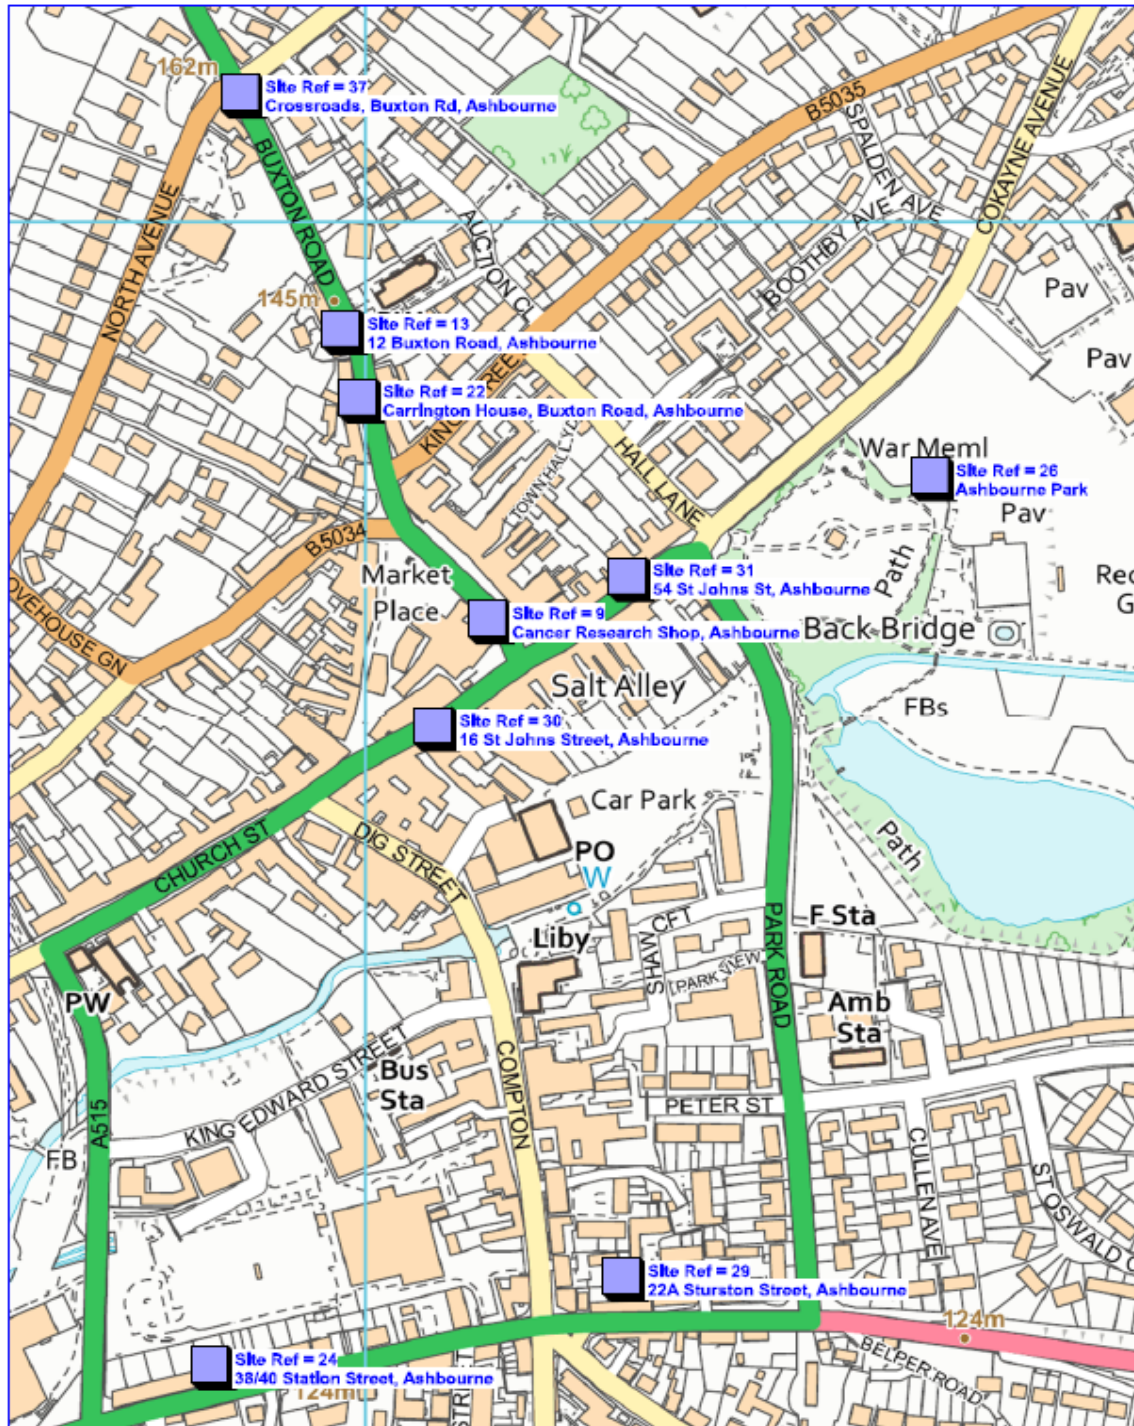 162m
Site Ref = 37
Crossroads, Buxton Rd, Ashbourne
B5035
SPALDEN AVE
COKAYNE AVENUE
BUXTON ROAD
NORTH AVENUE
AUCTION CL
BOOTHBY AVE
145m
Pav
Site Ref = 13
12 Buxton Road, Ashbourne
Pav
Site Ref = 22
Carrington House, Buxton Road, Ashbourne
HALL LANE
TOWN HALL YD
War Meml
Site Ref = 26
Ashbourne Park
Pav
B5034
Market
Place
Site Ref = 31
54 St Johns St, Ashbourne
Path
Rec
G
Site Ref = 9
Cancer Research Shop, Ashbourne
Back Bridge
OVEHOUSE GN
Salt Alley
FBs
Site Ref = 30
16 St Johns Street, Ashbourne
Car Park
CHURCH ST
DIG STREET
PO
W
Path
F Sta
Liby
SHAW CFT
PARK VIEW
PARK ROAD
PW
Amb
Sta
KING EDWARD STREET
Bus
Sta
COMPTON
PETER ST
A515
FB
CULLEN AVE
ST OSWALD C
Site Ref = 29
22A Sturston Street, Ashbourne
124m
BELPER ROAD
Site Ref = 24
38/40 Station Street, Ashbourne
124m